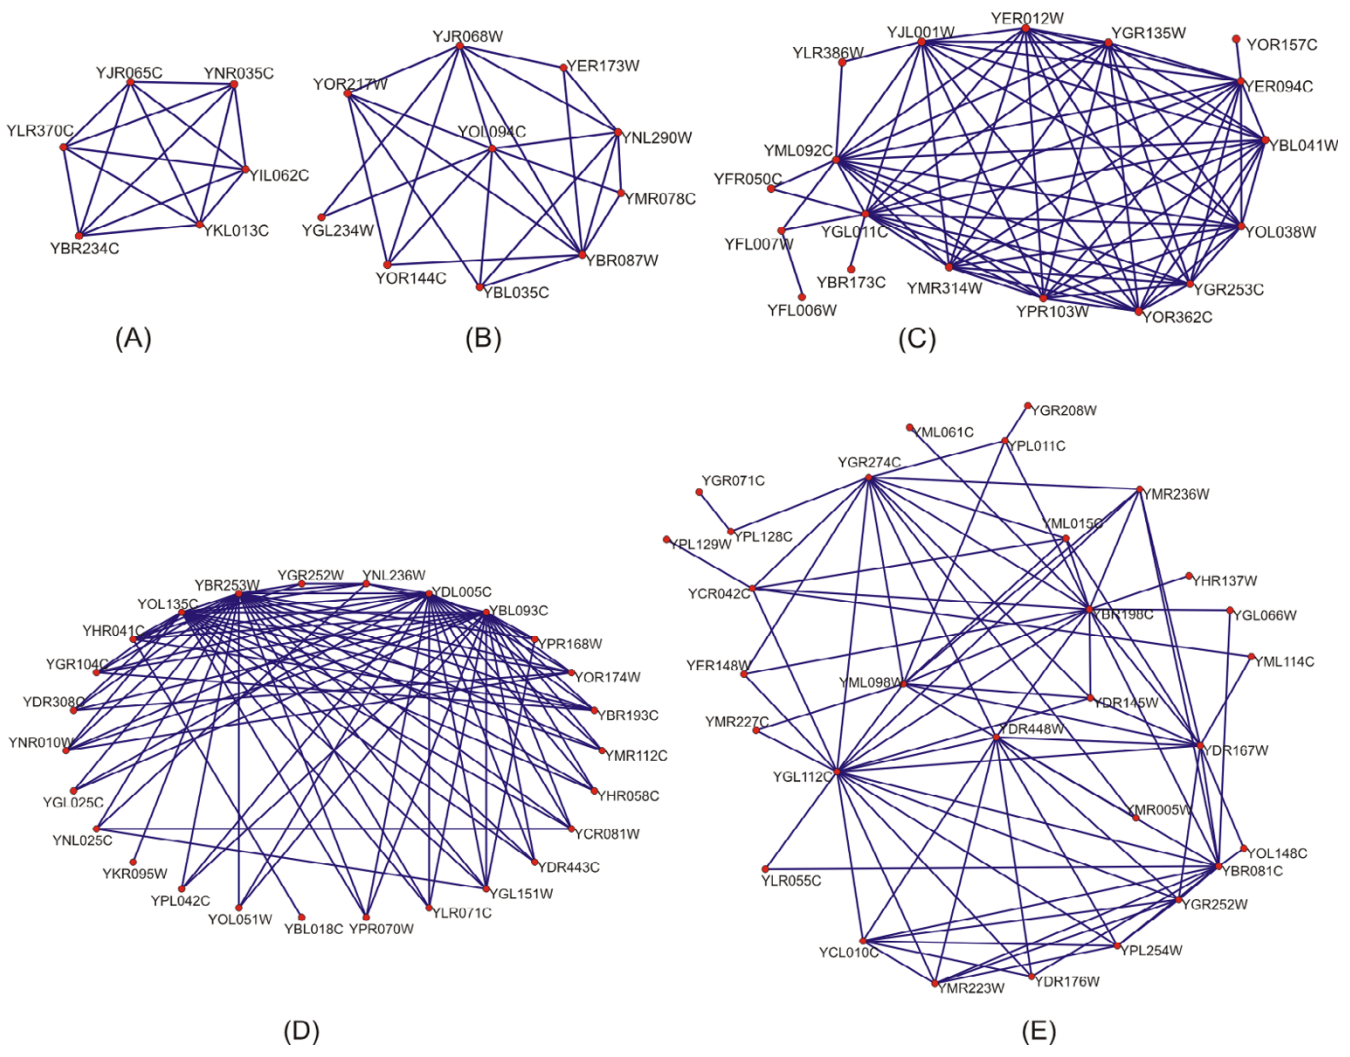 YJR065C
YNR035C
YLR370C
YIL062C
YKL013C
YBR234C
(A)
YJR068W
YER173W
YOR217W
YOL094C
YNL290W
YMR078C
YGL234W
YBR087W
YOR144C
YBL035C
(B)
YER012W
YJL001W
YGR135W
YOR157C
YLR386W
YER094C
YBL041W
YML092C
YFR050C
YGL011C
YOL038W
YFL007W
YBR173C
YMR314W
YGR253C
YFL006W
YPR103W
YOR362C
(C)
YGR252W
YNL236W
YBR253W
YDL005C
YOL135C
YBL093C
YHR041C
YPR168W
YGR104C
YOR174W
YDR308C
YBR193C
YNR010W
YMR112C
YGL025C
YHR058C
YNL025C
YCR081W
YKR095W
YDR443C
YPL042C
YGL151W
YOL051W
YBL018C
YPR070W
YLR071C
(D)
YGR208W
YML061C
YPL011C
YGR274C
YGR071C
YMR236W
YML015C
YPL128C
YPL129W
YHR137W
YCR042C
YBR198C
YGL066W
YML114C
YFR148W
YML098W
YDR145W
YMR227C
YDR448W
YDR167W
YGL112C
YMR005W
YOL148C
YLR055C
YBR081C
YGR252W
YCL010C
YPL254W
YDR176W
YMR223W
(E)